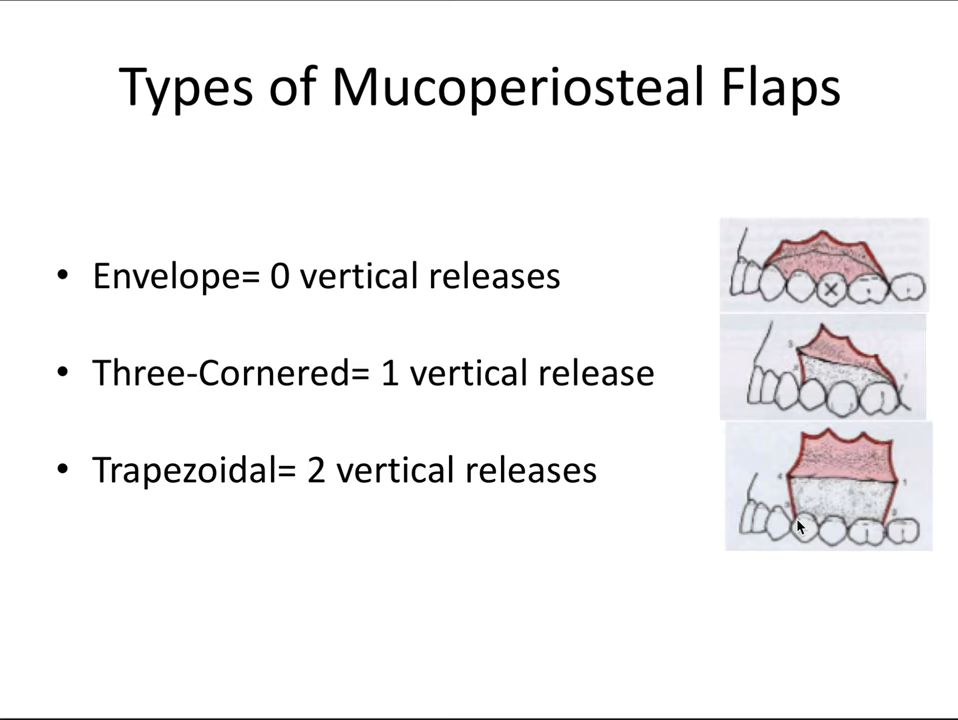 Types of Mucoperiosteal Flaps
• Envelope= 0 vertical releases
• Three-Cornered= 1 vertical release
• Trapezoidal= 2 vertical releases